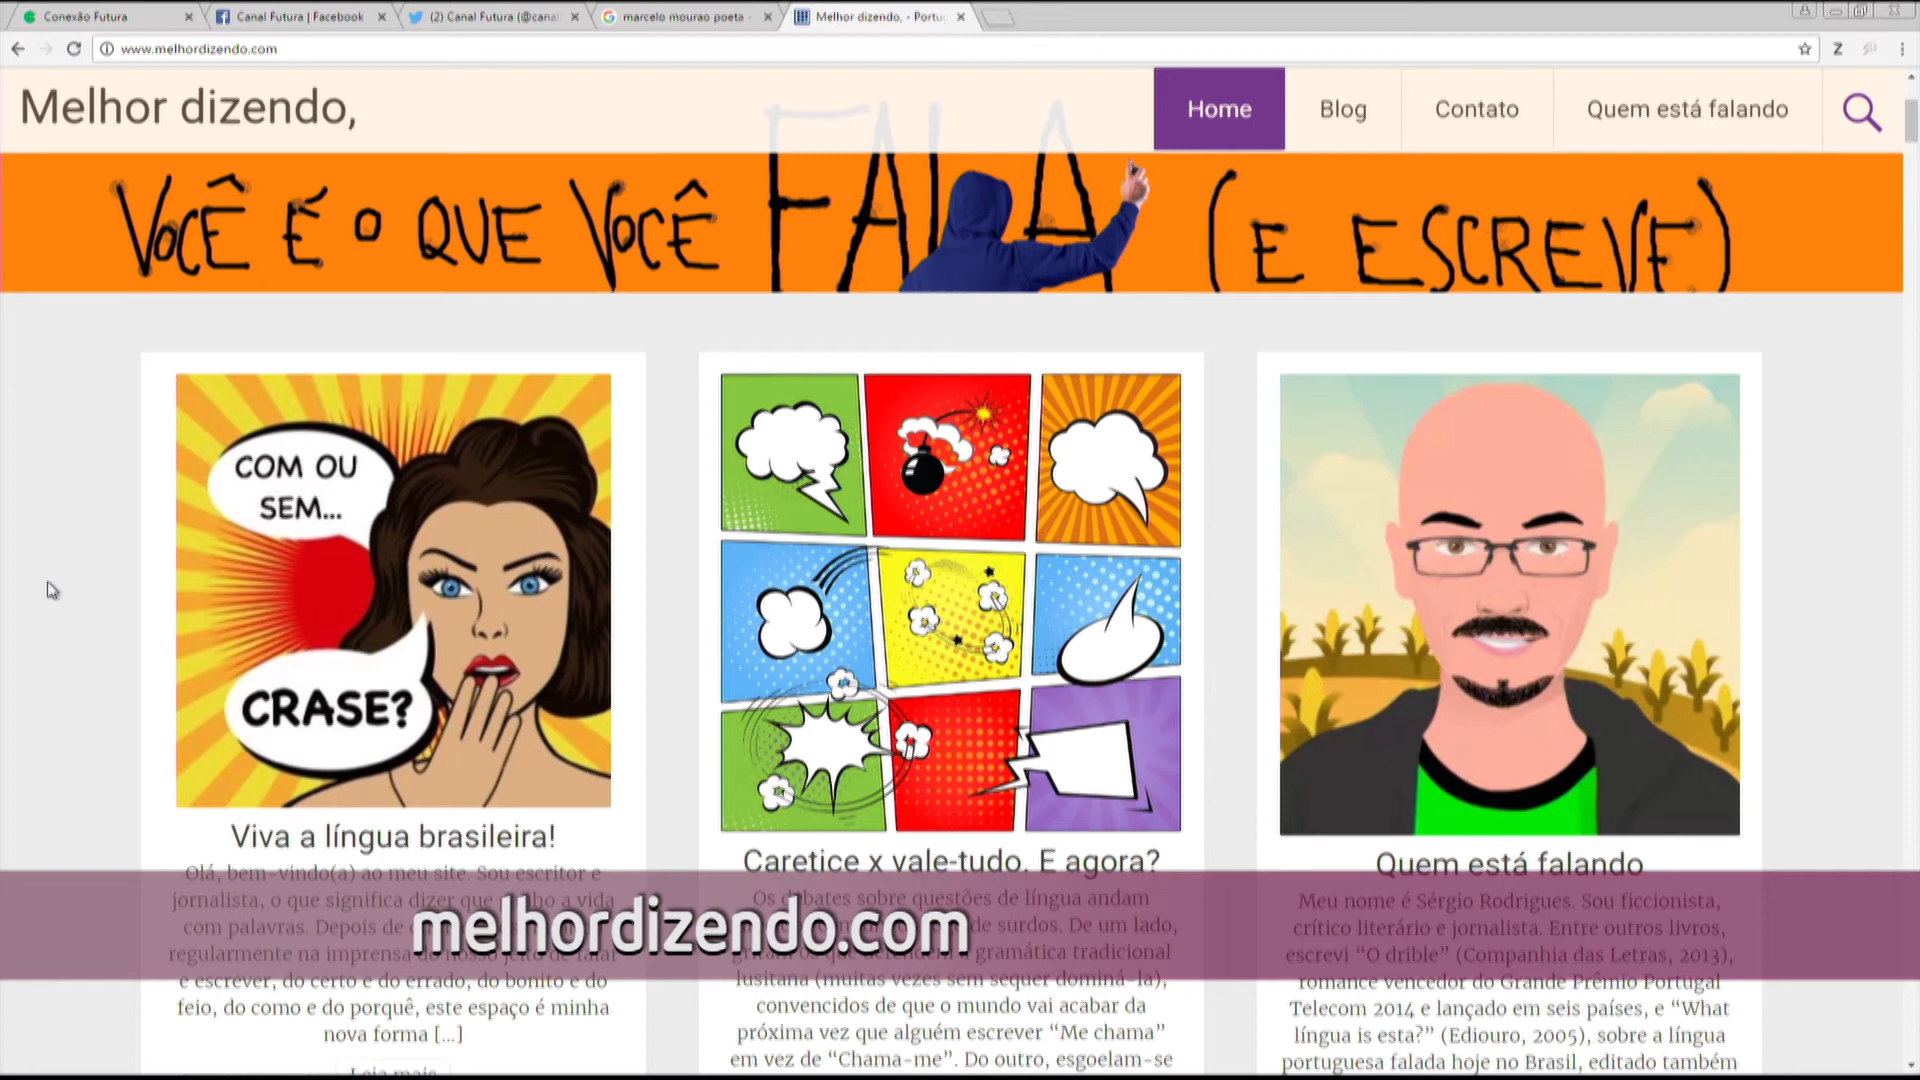 Conexão Futura
Canal Futura | Facebook
(2) Canal Futura (@canal
marcelo mourao poeta -
Melhor dizendo, - Portu
www.melhordizendo.com
Melhor dizendo,
Home
Blog
Contato
Quem está falando
VOCÊ É O QUE VOCÊ FALA (E ESCREVE)
COM OU
SEM...
CRASE?
Viva a língua brasileira!
Olá, bem-vindo(a) ao meu site. Sou escritor e
jornalista, o que significa dizer que a vida
com palavras. Depois de
regularmente na imprensa do nosso jeito de falar
e escrever, do certo e do errado, do bonito e do
feio, do como e do porquê, este espaço é minha
nova forma [...]
Leia mais
Caretice x vale-tudo. E agora?
Os debates sobre questões de língua andam
de surdos. De um lado,
gramática tradicional
lusitana (muitas vezes sem sequer dominá-la),
convencidos de que o mundo vai acabar da
próxima vez que alguém escrever “Me chama”
em vez de “Chama-me”. Do outro, esgoelam-se
Quem está falando
Meu nome é Sérgio Rodrigues. Sou ficcionista,
crítico literário e jornalista. Entre outros livros,
escrevi “O drible” (Companhia das Letras, 2013),
romance vencedor do Grande Prêmio Portugal
Telecom 2014 e lançado em seis países, e “What
língua is esta?” (Ediouro, 2005), sobre a língua
portuguesa falada hoje no Brasil, editado também
melhordizendo.com